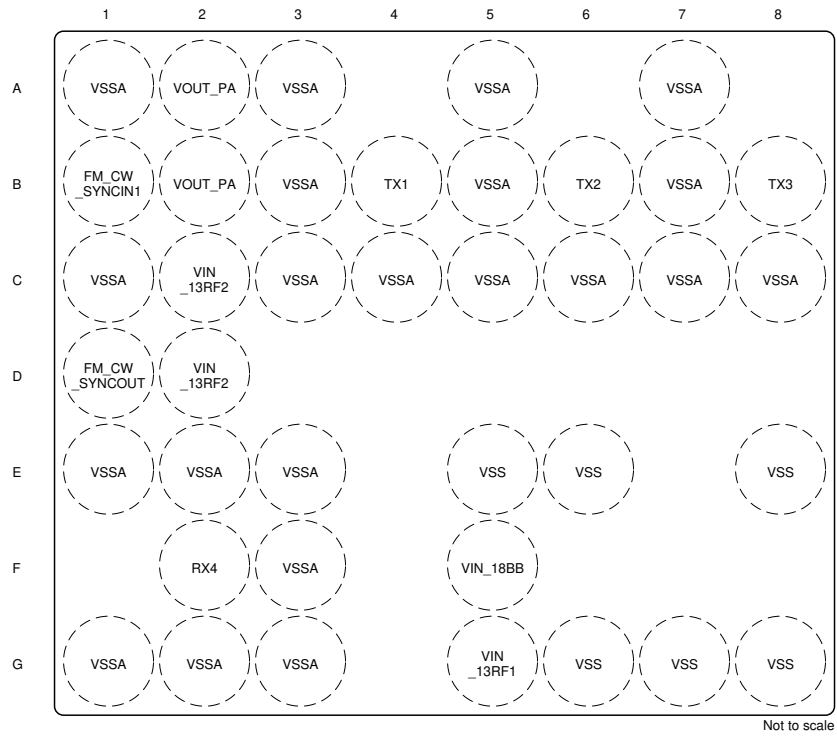 1 2 3 4 5 6 7 8
A VSSA VOUT_PA VSSA VSSA VSSA
B FM_CW
_SYNCIN1 VOUT_PA VSSA TX1 VSSA TX2 VSSA TX3
C VSSA VIN
_13RF2 VSSA VSSA VSSA VSSA VSSA VSSA
D FM_CW
_SYNCOUT VIN
_13RF2
E VSSA VSSA VSSA VSS VSS VSS
F RX4 VSSA VIN_18BB
G VSSA VSSA VSSA VIN
_13RF1 VSS VSS VSS
Not to scale